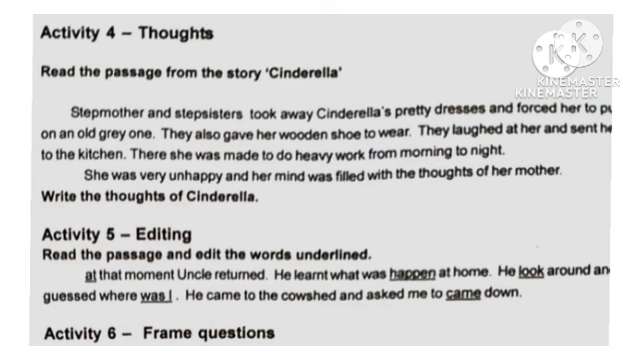 Activity 4 – Thoughts
KINEMASTER
KINEMASTER
Read the passage from the story 'Cinderella'
Stepmother and stepsisters took away Cinderella's pretty dresses and forced her to pu
on an old grey one. They also gave her wooden shoe to wear. They laughed at her and sent he
to the kitchen. There she was made to do heavy work from morning to night.
She was very unhappy and her mind was filled with the thoughts of her mother.
Write the thoughts of Cinderella.
Activity 5 – Editing
Read the passage and edit the words underlined.
at that moment Uncle returned. He learnt what was happen at home. He look around an
guessed where was I . He came to the cowshed and asked me to came down.
Activity 6 – Frame questions